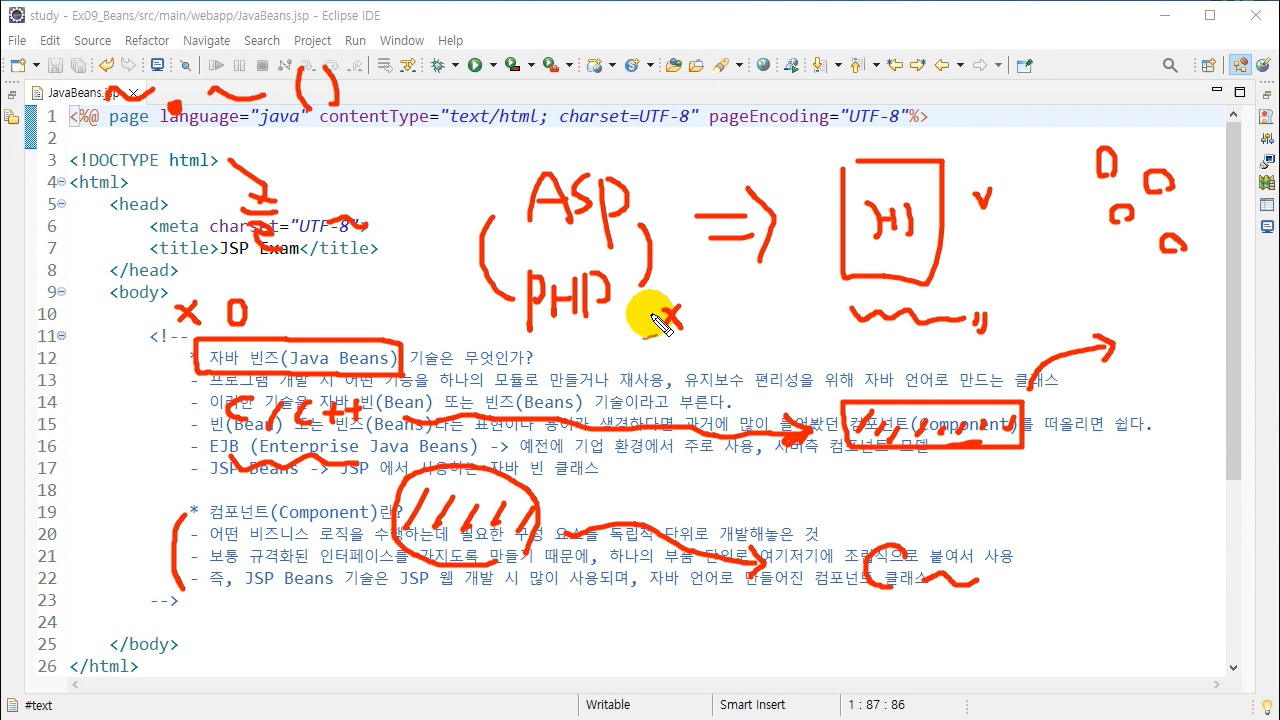 study - Ex09_Beans/src/main/webapp/JavaBeans.jsp - Eclipse IDE
File Edit Source Refactor Navigate Search Project Run Window Help
JavaBeans.jsp
1 <%@ page language="java" contentType="text/html; charset=UTF-8" pageEncoding="UTF-8"%>
2
3 <!DOCTYPE html>
4 <html>
5 <head>
6 <meta charset="UTF-8">
7 <title>JSP Exam</title>
8 </head>
9 <body>
10
11 <!--
12 * 자바 빈즈(Java Beans) 기술은 무엇인가?
13 - 프로그램 개발 시 어떤 기능을 하나의 모듈로 만들거나 재사용, 유지보수 편리성을 위해 자바 언어로 만드는 클래스
14 - 이러한 기술을 자바 빈(Bean) 또는 빈즈(Beans) 기술이라고 부른다.
15 - 빈(Bean) 또는 빈즈(Beans)라는 표현이나 용어가 생경하다면 과거에 많이 들어봤던 컴포넌트(Component)를 떠올리면 쉽다.
16 - EJB (Enterprise Java Beans) -> 예전에 기업 환경에서 주로 사용, 서버측 컴포넌트 모델
17 - JSP Beans -> JSP 에서 사용하는 자바 빈 클래스
18
19 * 컴포넌트(Component)란?
20 - 어떤 비즈니스 로직을 수행하는데 필요한 구성 요소를 독립적 단위로 개발해놓은 것
21 - 보통 규격화된 인터페이스를 가지도록 만들기 때문에, 하나의 부품 단위로 여기저기에 조립식으로 붙여서 사용
22 - 즉, JSP Beans 기술은 JSP 웹 개발 시 많이 사용되며, 자바 언어로 만들어진 컴포넌트 클래스
23 -->
24
25 </body>
26 </html>
ASP
PHP
X O
X
C / C++
#text Writable Smart Insert 1 : 87 : 86